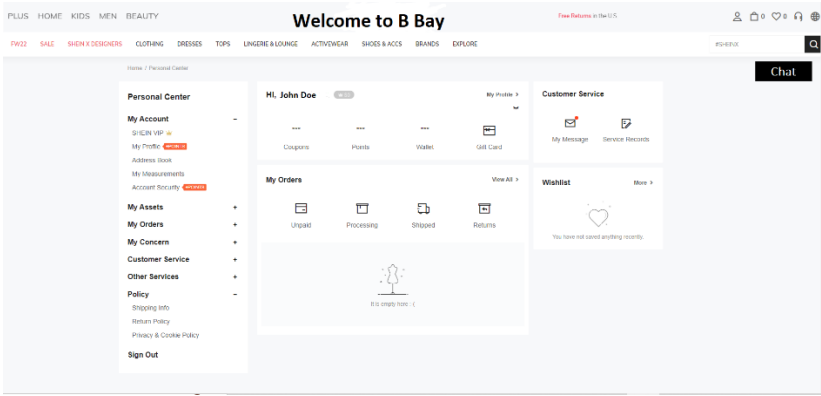 PLUS HOME KIDS MEN BEAUTY
Welcome to B Bay
Free Returns in the U.S
0
0
FW22 SALE SHEIN X DESIGNERS CLOTHING DRESSES TOPS LINGERIE & LOUNGE ACTIVEWEAR SHOES & ACCS BRANDS EXPLORE
#SHEINX
Chat
Home / Personal Center
Personal Center
My Account -
SHEIN VIP
My Profile
Address Book
My Measurements
Account Security
My Assets +
My Orders +
My Concern +
Customer Service +
Other Services +
Policy -
Shipping Info
Return Policy
Privacy & Cookie Policy
Sign Out
Hi, John Doe
My Profile >
Coupons Points Wallet Gift Card
My Orders
View All >
Unpaid Processing Shipped Returns
It is empty here :-(
Customer Service
My Message Service Records
Wishlist
More >
You have not saved anything recently.